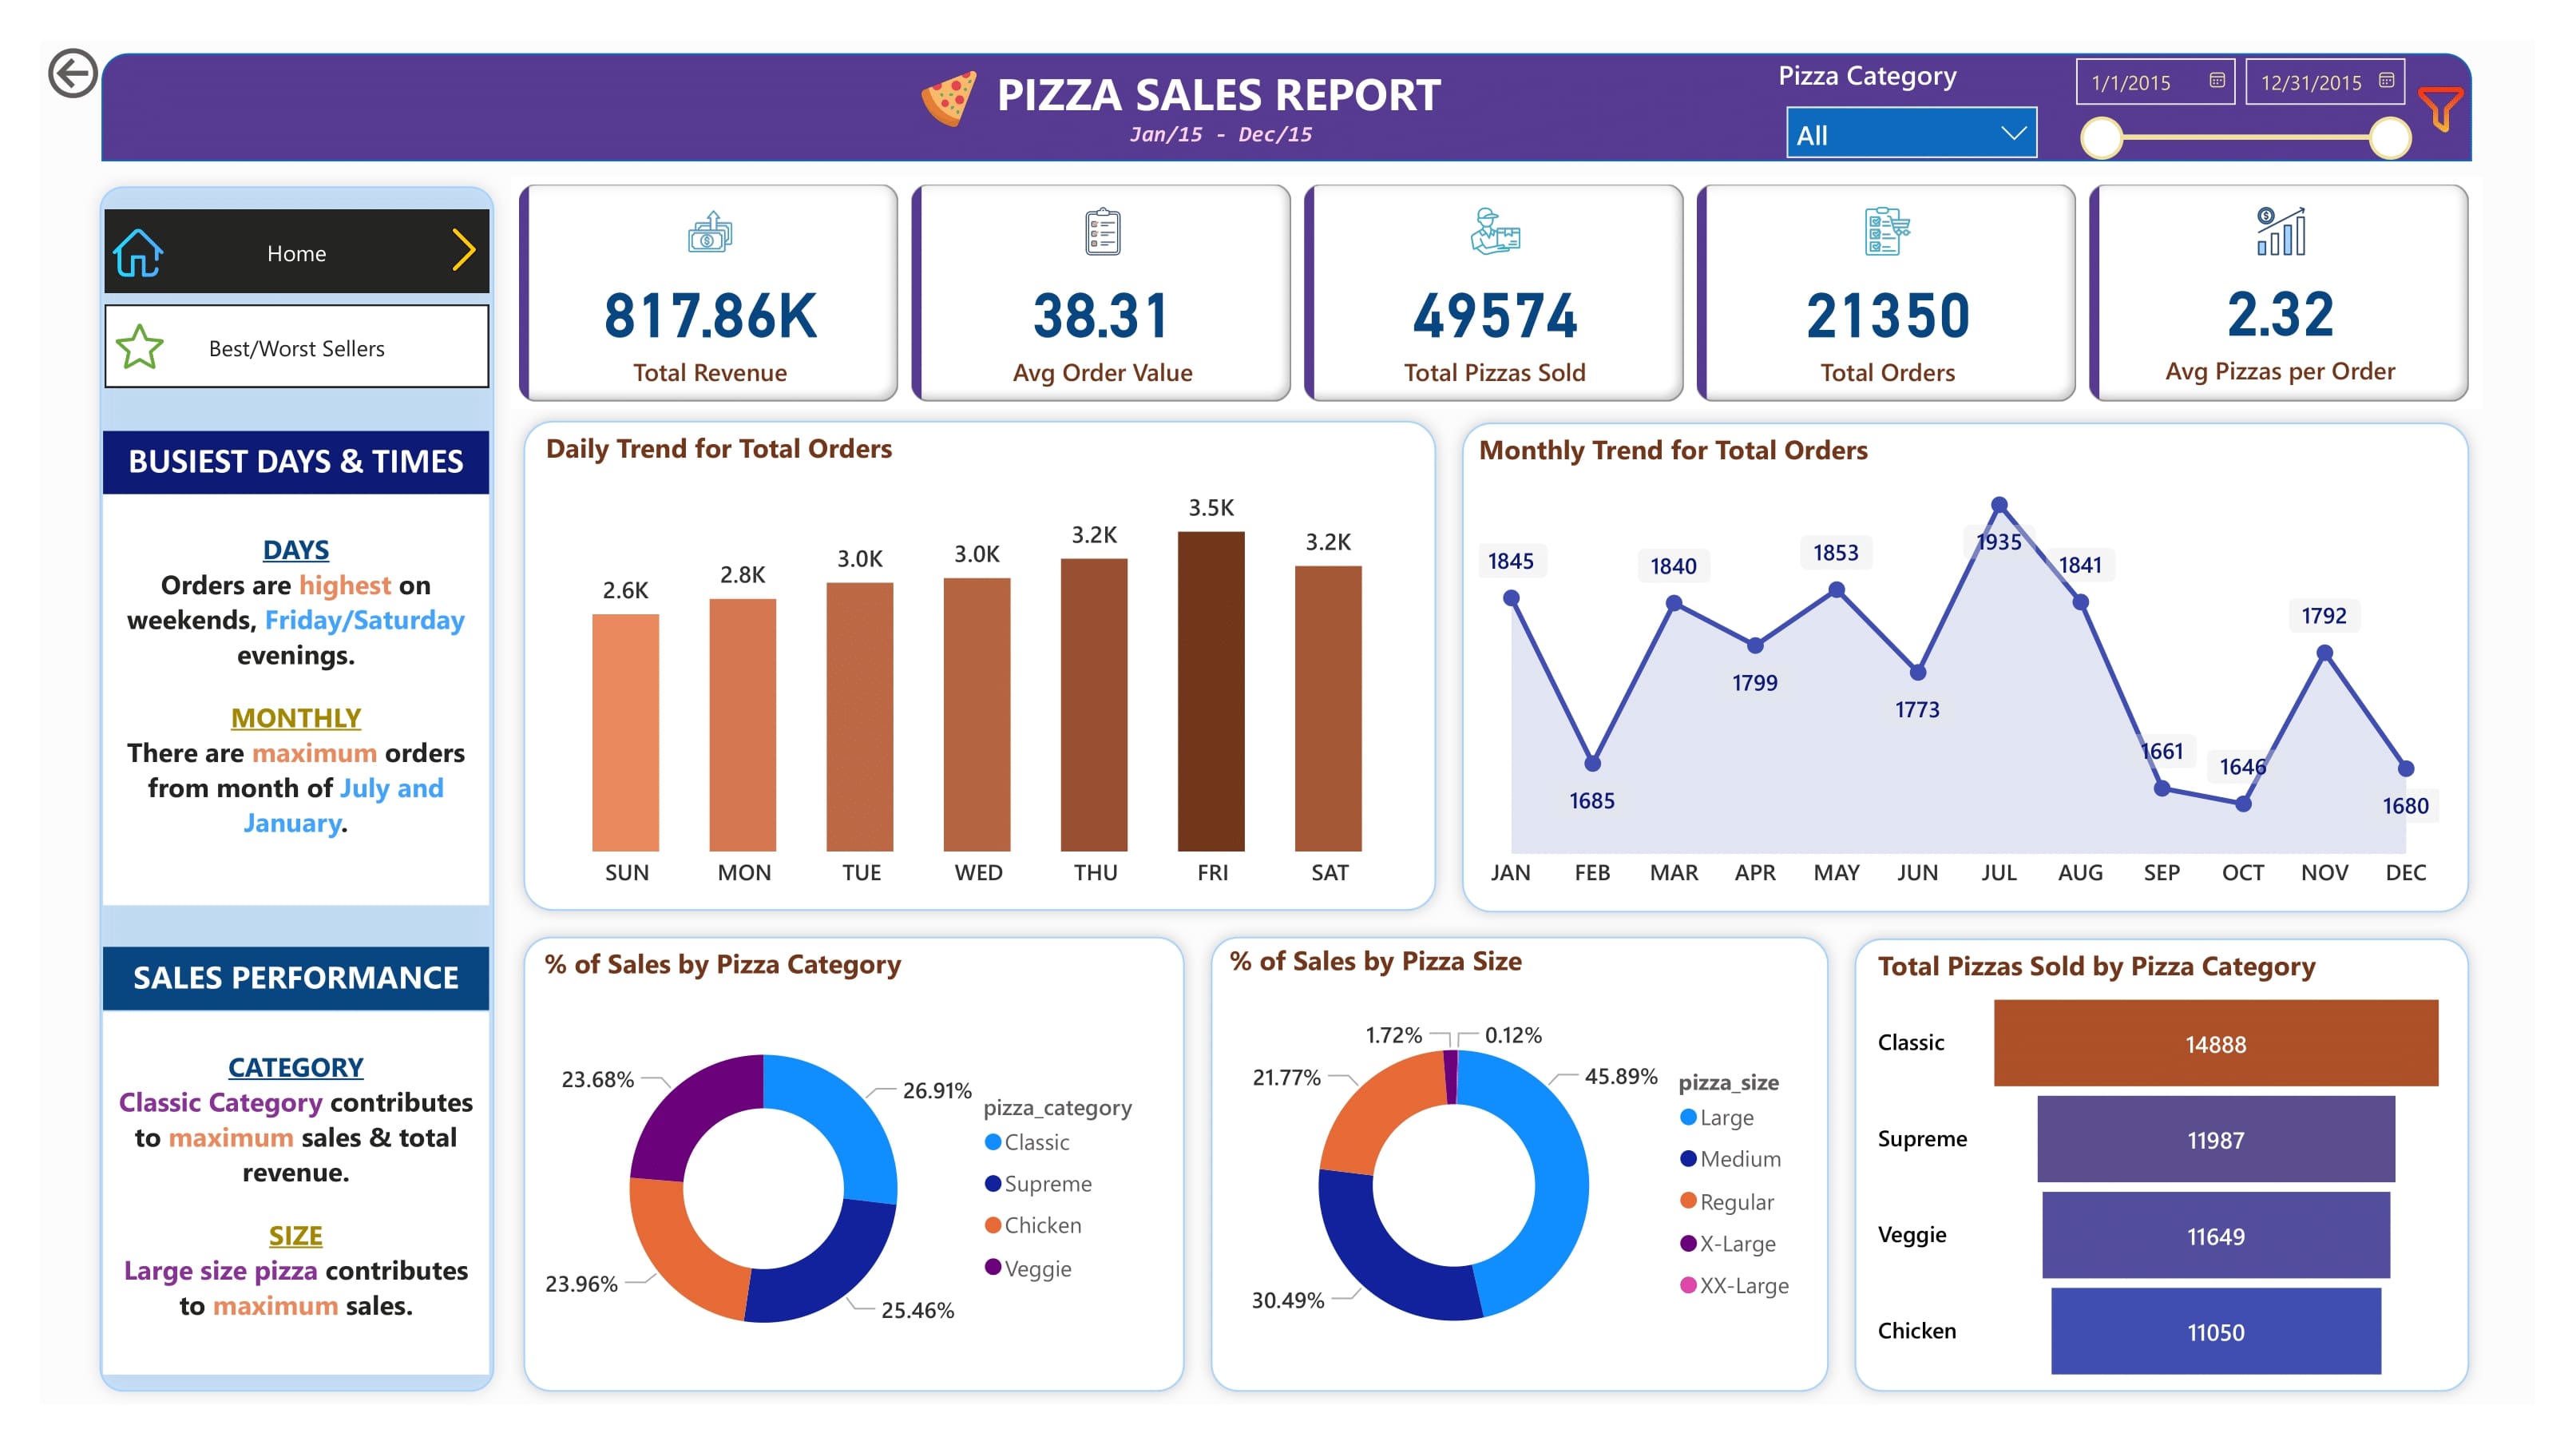 PIZZA SALES REPORT
Jan/15 - Dec/15
Pizza Category
All
1/1/2015
12/31/2015
Home
Best/Worst Sellers
817.86K
Total Revenue
38.31
Avg Order Value
49574
Total Pizzas Sold
21350
Total Orders
2.32
Avg Pizzas per Order
BUSIEST DAYS & TIMES
DAYS
Orders are highest on
weekends, Friday/Saturday
evenings.
MONTHLY
There are maximum orders
from month of July and
January.
SALES PERFORMANCE
CATEGORY
Classic Category contributes
to maximum sales & total
revenue.
SIZE
Large size pizza contributes
to maximum sales.
Daily Trend for Total Orders
2.6K
2.8K
3.0K
3.0K
3.2K
3.5K
3.2K
SUN MON TUE WED THU FRI SAT
Monthly Trend for Total Orders
1845
1685
1840
1799
1853
1773
1935
1841
1661
1646
1792
1680
JAN FEB MAR APR MAY JUN JUL AUG SEP OCT NOV DEC
% of Sales by Pizza Category
23.68%
26.91%
23.96%
25.46%
pizza_category
Classic
Supreme
Chicken
Veggie
% of Sales by Pizza Size
1.72%
0.12%
21.77%
45.89%
30.49%
pizza_size
Large
Medium
Regular
X-Large
XX-Large
Total Pizzas Sold by Pizza Category
Classic 14888
Supreme 11987
Veggie 11649
Chicken 11050